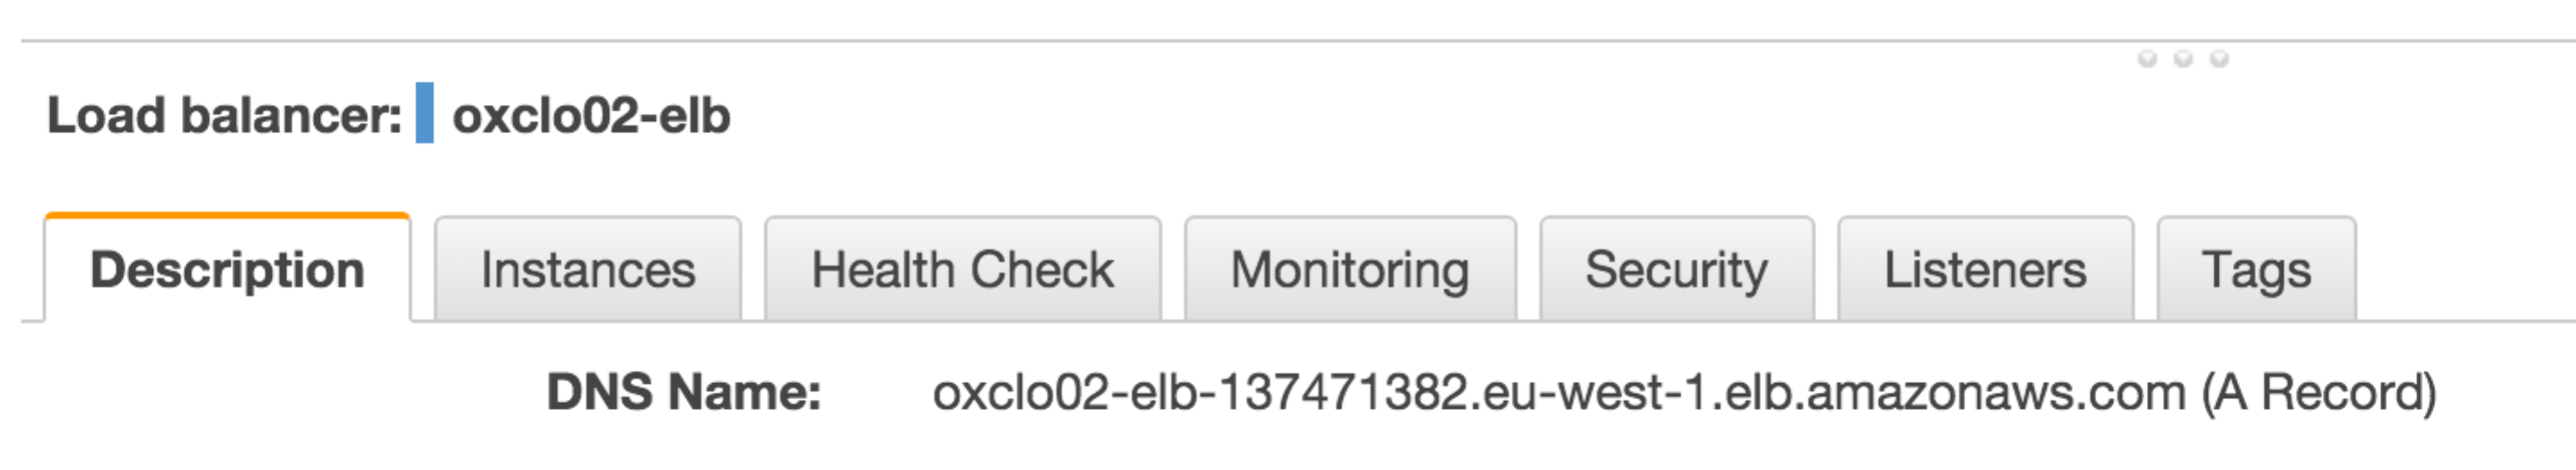 Load balancer: oxclo02-elb
Description Instances Health Check Monitoring Security Listeners Tags
DNS Name: oxclo02-elb-137471382.eu-west-1.elb.amazonaws.com (A Record)